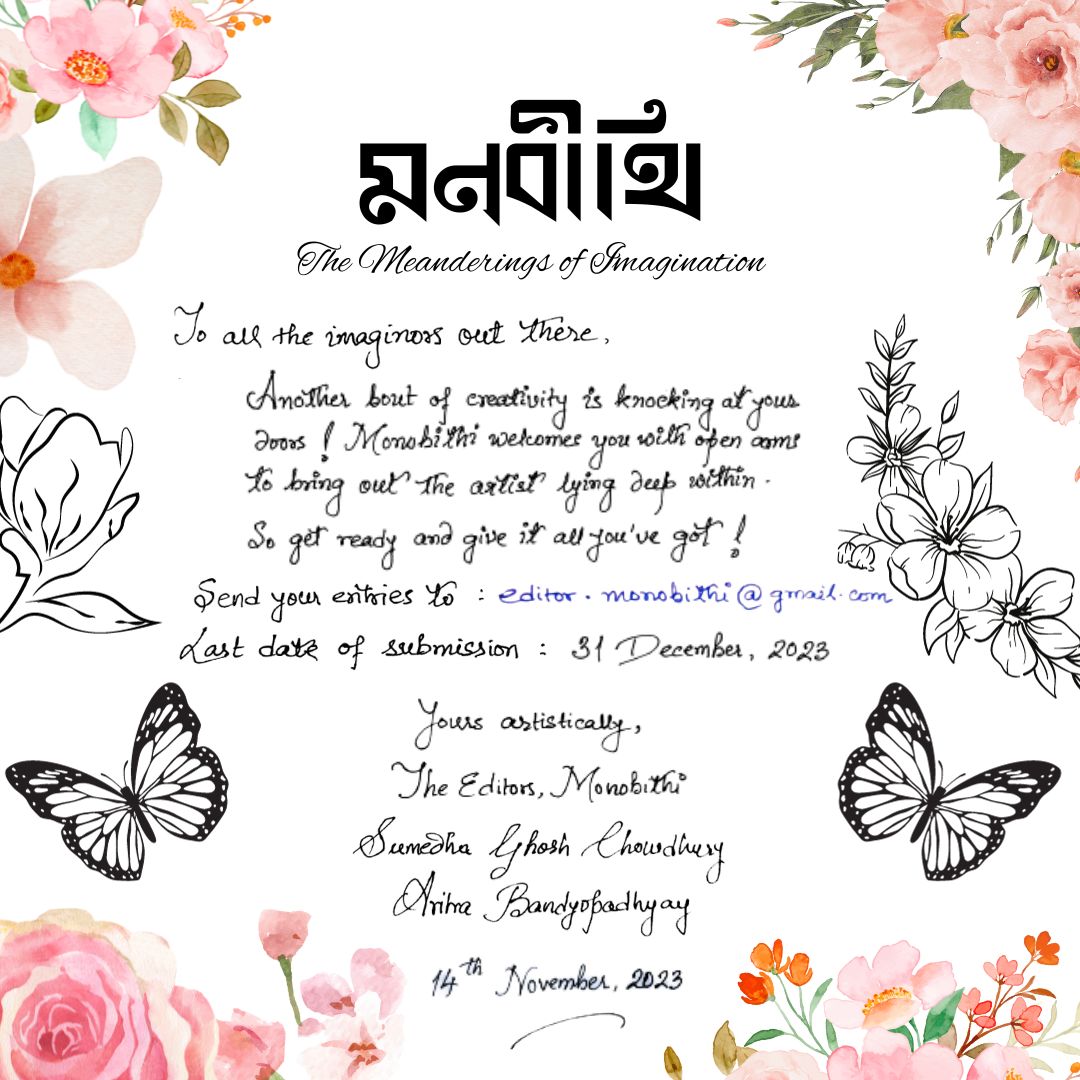 মনবীথি
The Meanderings of Imagination
To all the imaginors out there,
Another bout of creativity is knocking at your
doors! Monobithi welcomes you with open arms
to bring out the artist lying deep within.
So get ready and give it all you've got!
Send your entries to : editor.monobithi@gmail.com
Last date of submission : 31 December, 2023
Yours artistically,
The Editors, Monobithi
Sumedha Ghosh Chowdhury
Aritra Bandyopadhyay
14th November, 2023